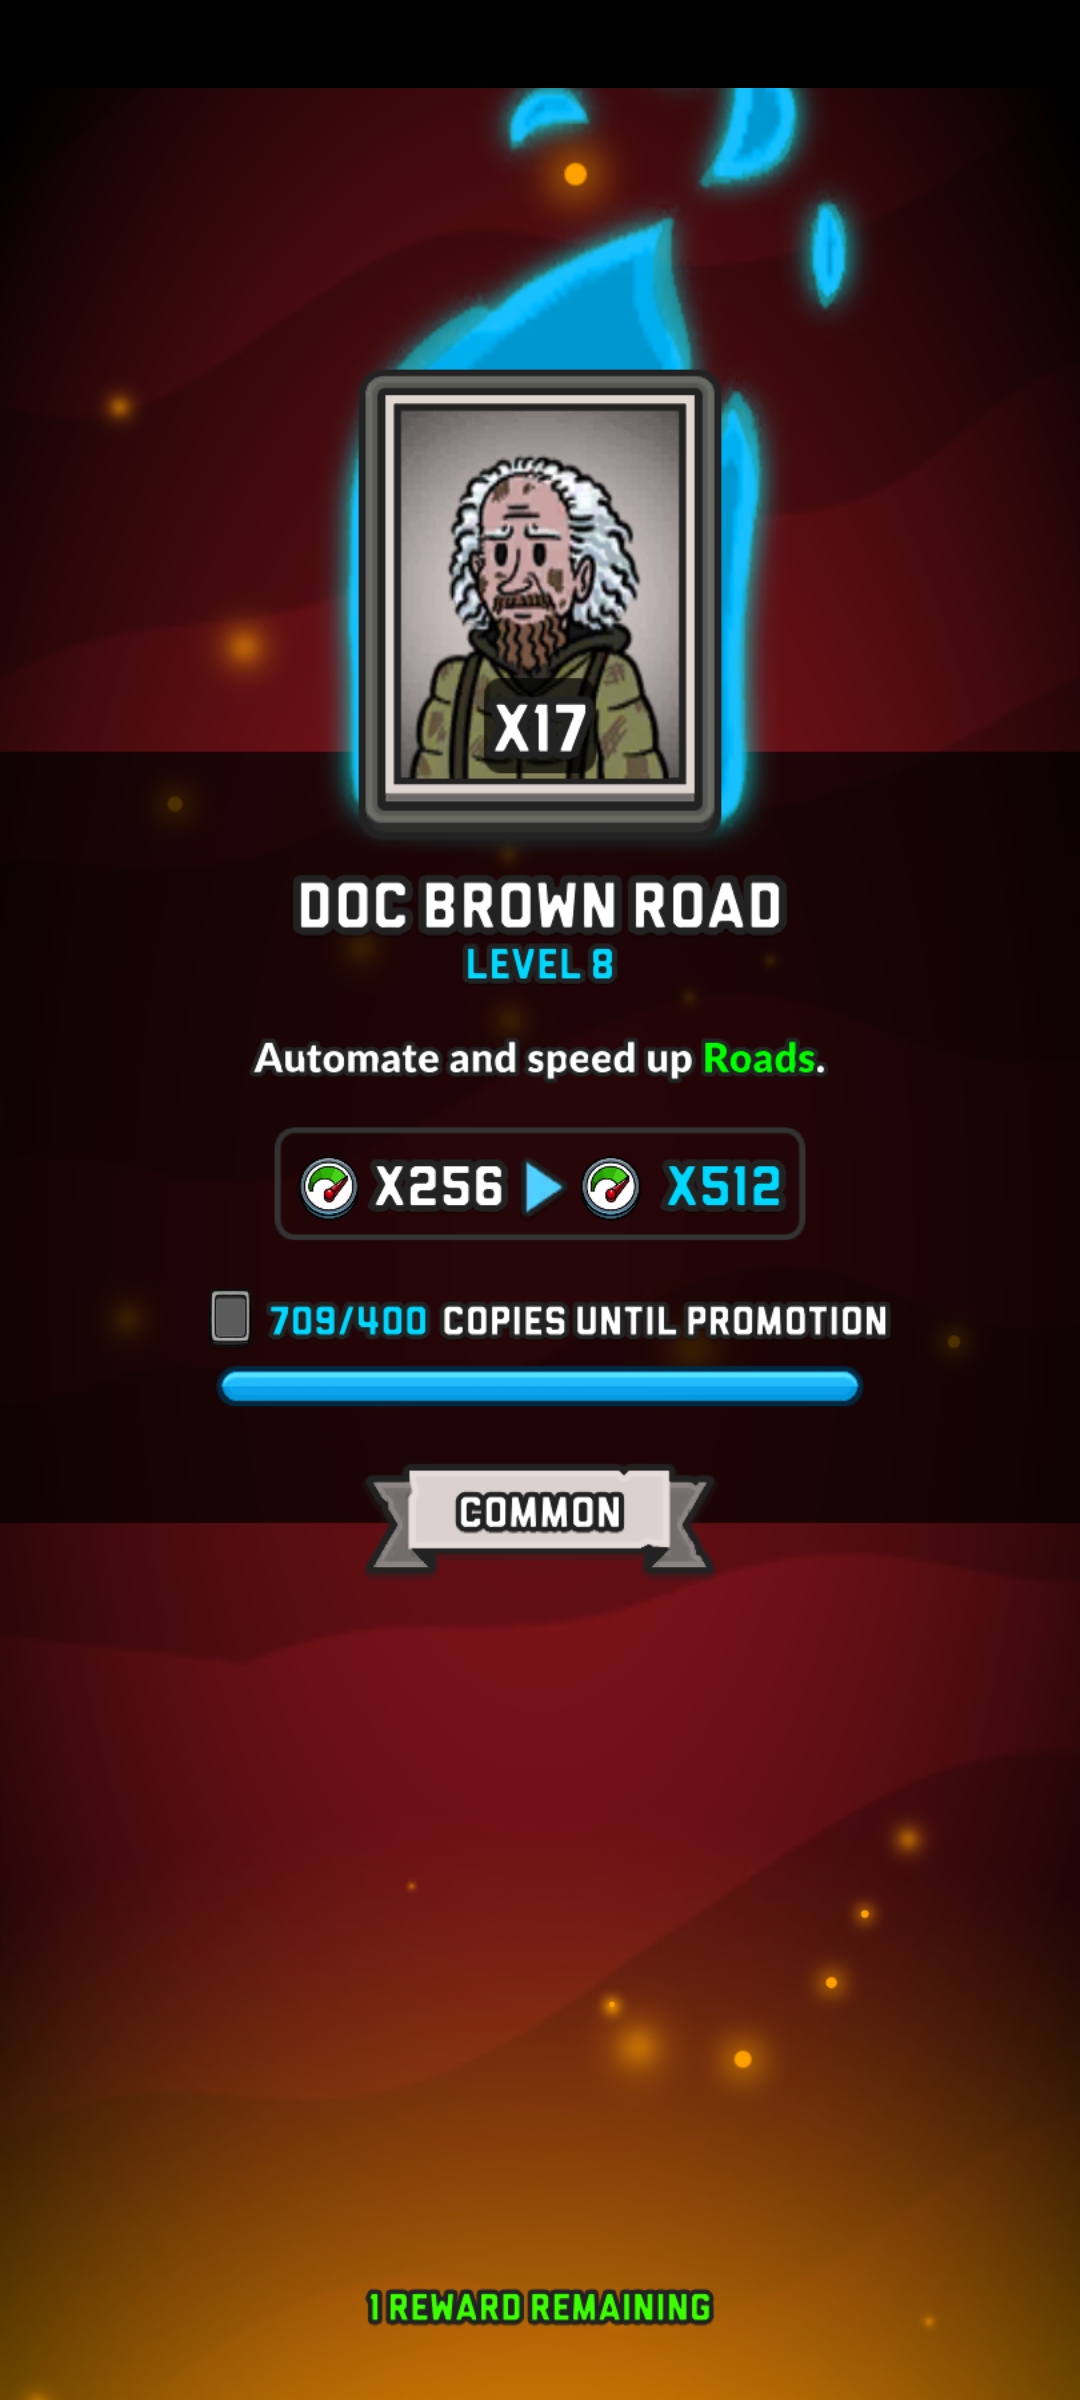 X17
DOC BROWN ROAD
LEVEL 8
Automate and speed up Roads.
X256 X512
709/400 COPIES UNTIL PROMOTION
COMMON
1 REWARD REMAINING